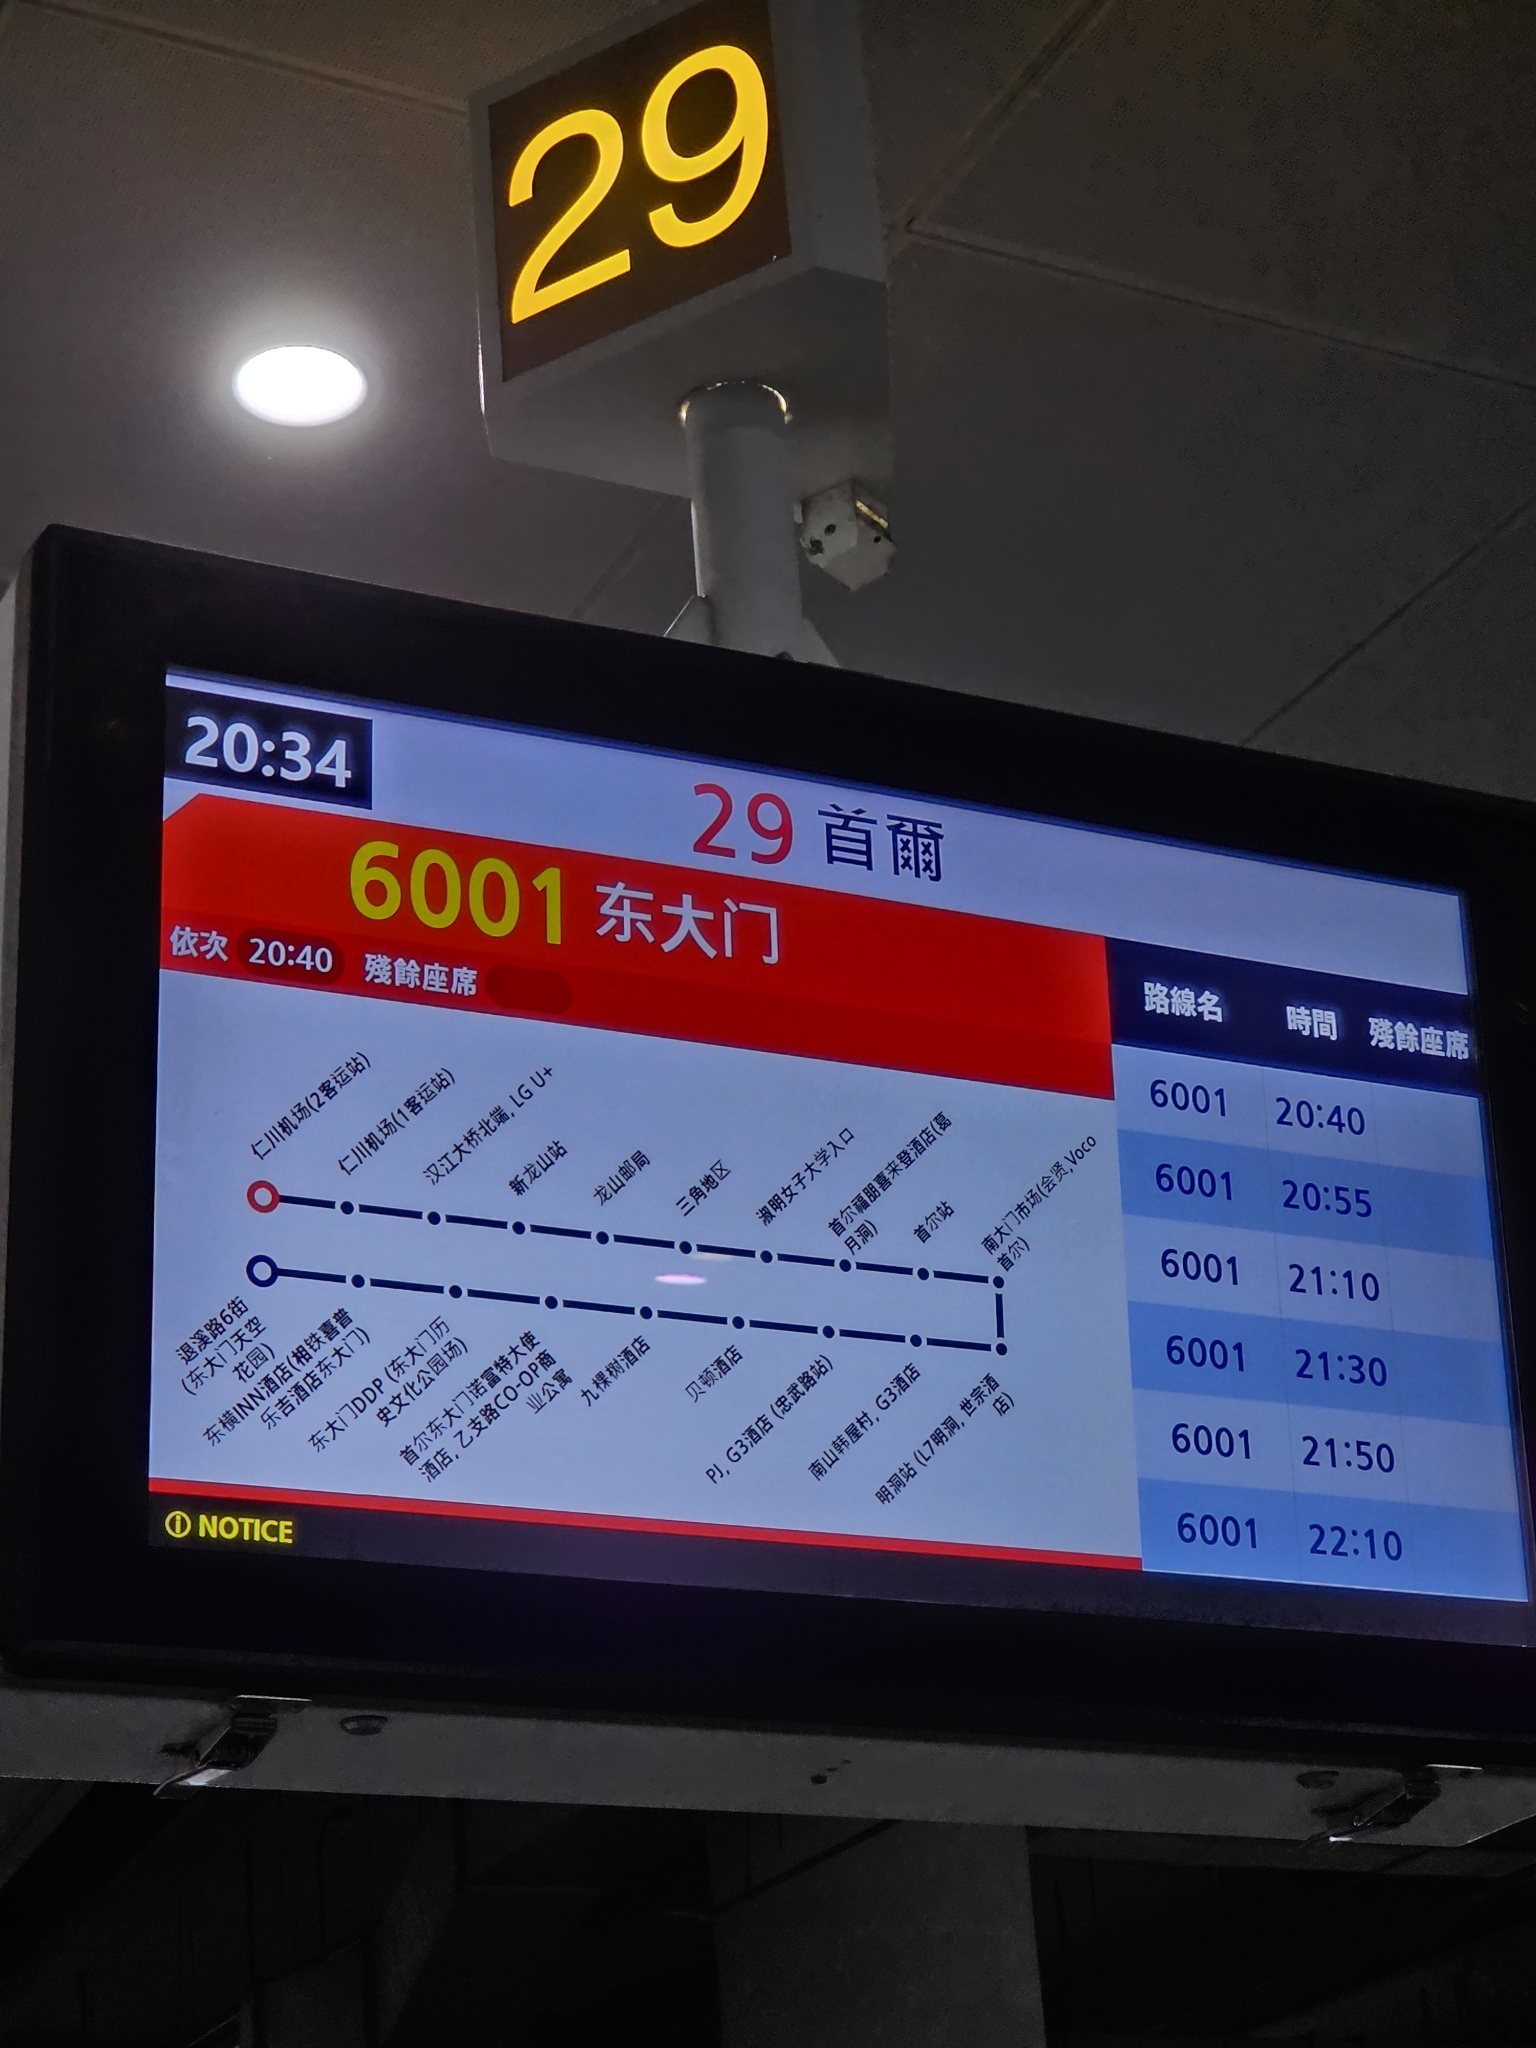 29
20:34
29 首爾
6001 东大门
依次 20:40 殘餘座席
路線名 時間 殘餘座席
6001 20:40
6001 20:55
6001 21:10
6001 21:30
6001 21:50
6001 22:10
仁川机场(2客运站)
仁川机场(1客运站)
汉江大桥北端, LG U+
新龙山站
龙山邮局
三角地区
淑明女子大学入口
首尔福朋喜来登酒店(葛
月洞)
首尔站
南大门市场(会贤,Voco
首尔)
退溪路6街
(东大门天空
花园)
东横INN酒店(相铁喜普
乐吉酒店东大门)
东大门DDP (东大门历
史文化公园场)
首尔东大门诺富特大使
酒店, 乙支路CO-OP商
业公寓
九棵树酒店
贝顿酒店
PJ, G3酒店 (忠武路站)
南山韩屋村, G3酒店
明洞站 (L7明洞, 世宗酒
店)
NOTICE